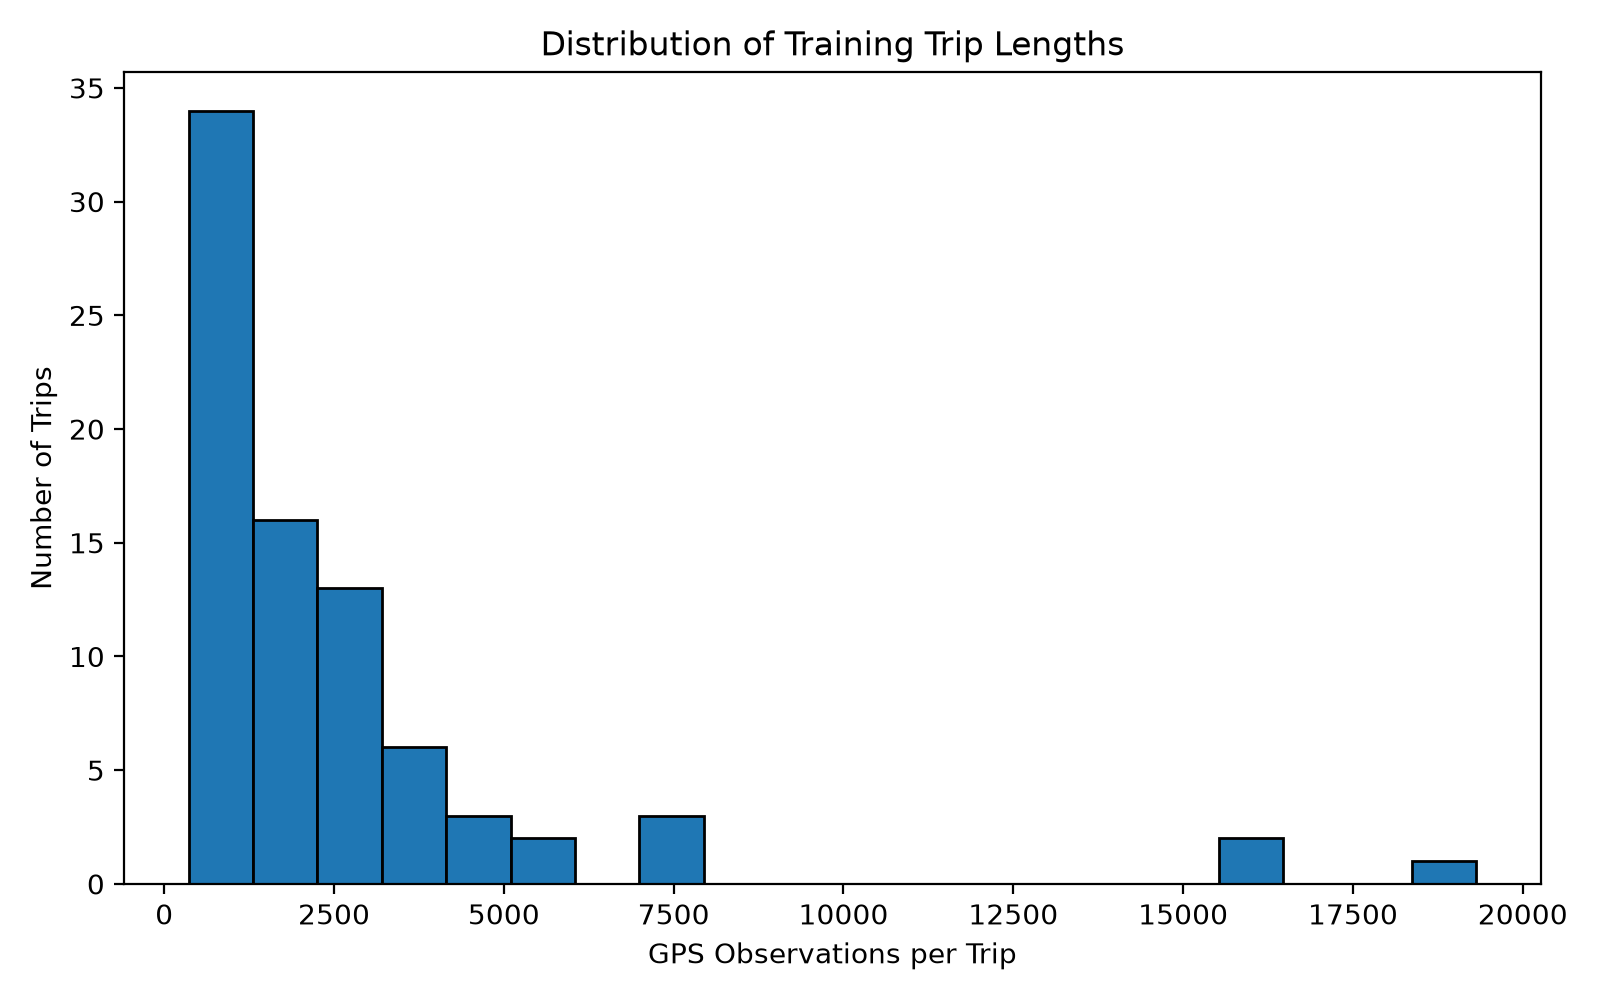 Distribution of Training Trip Lengths
Number of Trips
35
30
25
20
15
10
5
0
0 2500 5000 7500 10000 12500 15000 17500 20000
GPS Observations per Trip